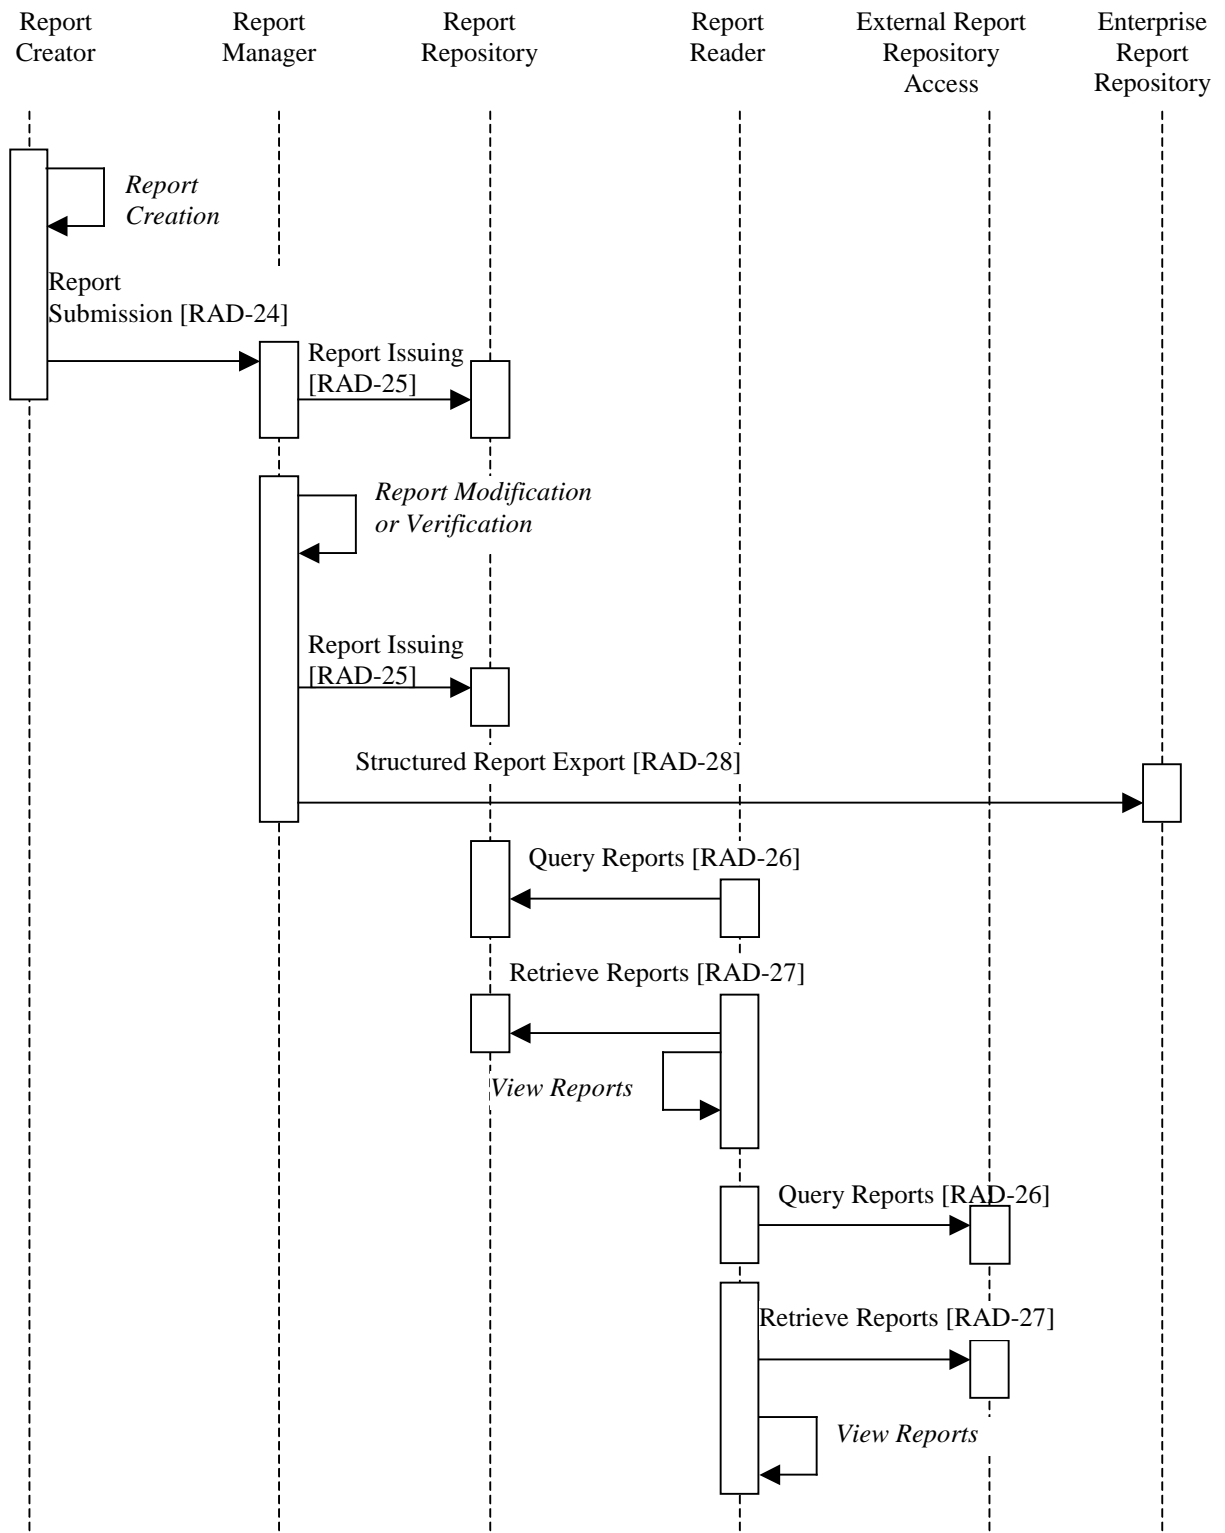 Report
Creator
Report
Manager
Report
Repository
Report
Reader
External Report
Repository
Access
Enterprise
Report
Repository
Report
Creation
Report
Submission [RAD-24]
Report Issuing
[RAD-25]
Report Modification
or Verification
Report Issuing
[RAD-25]
Structured Report Export [RAD-28]
Query Reports [RAD-26]
Retrieve Reports [RAD-27]
View Reports
Query Reports [RAD-26]
Retrieve Reports [RAD-27]
View Reports